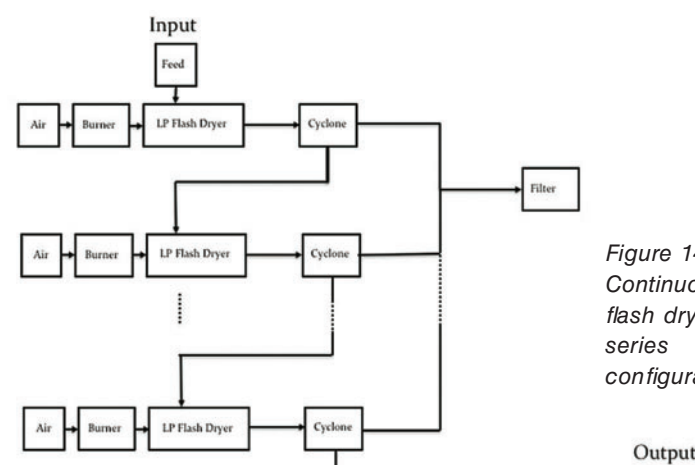 Input
Feed
Air
Burner
LP Flash Dryer
Cyclone
Filter
Air
Burner
LP Flash Dryer
Cyclone
Figure 14
Continuo
flash dry
series
configura
Air
Burner
LP Flash Dryer
Cyclone
Output